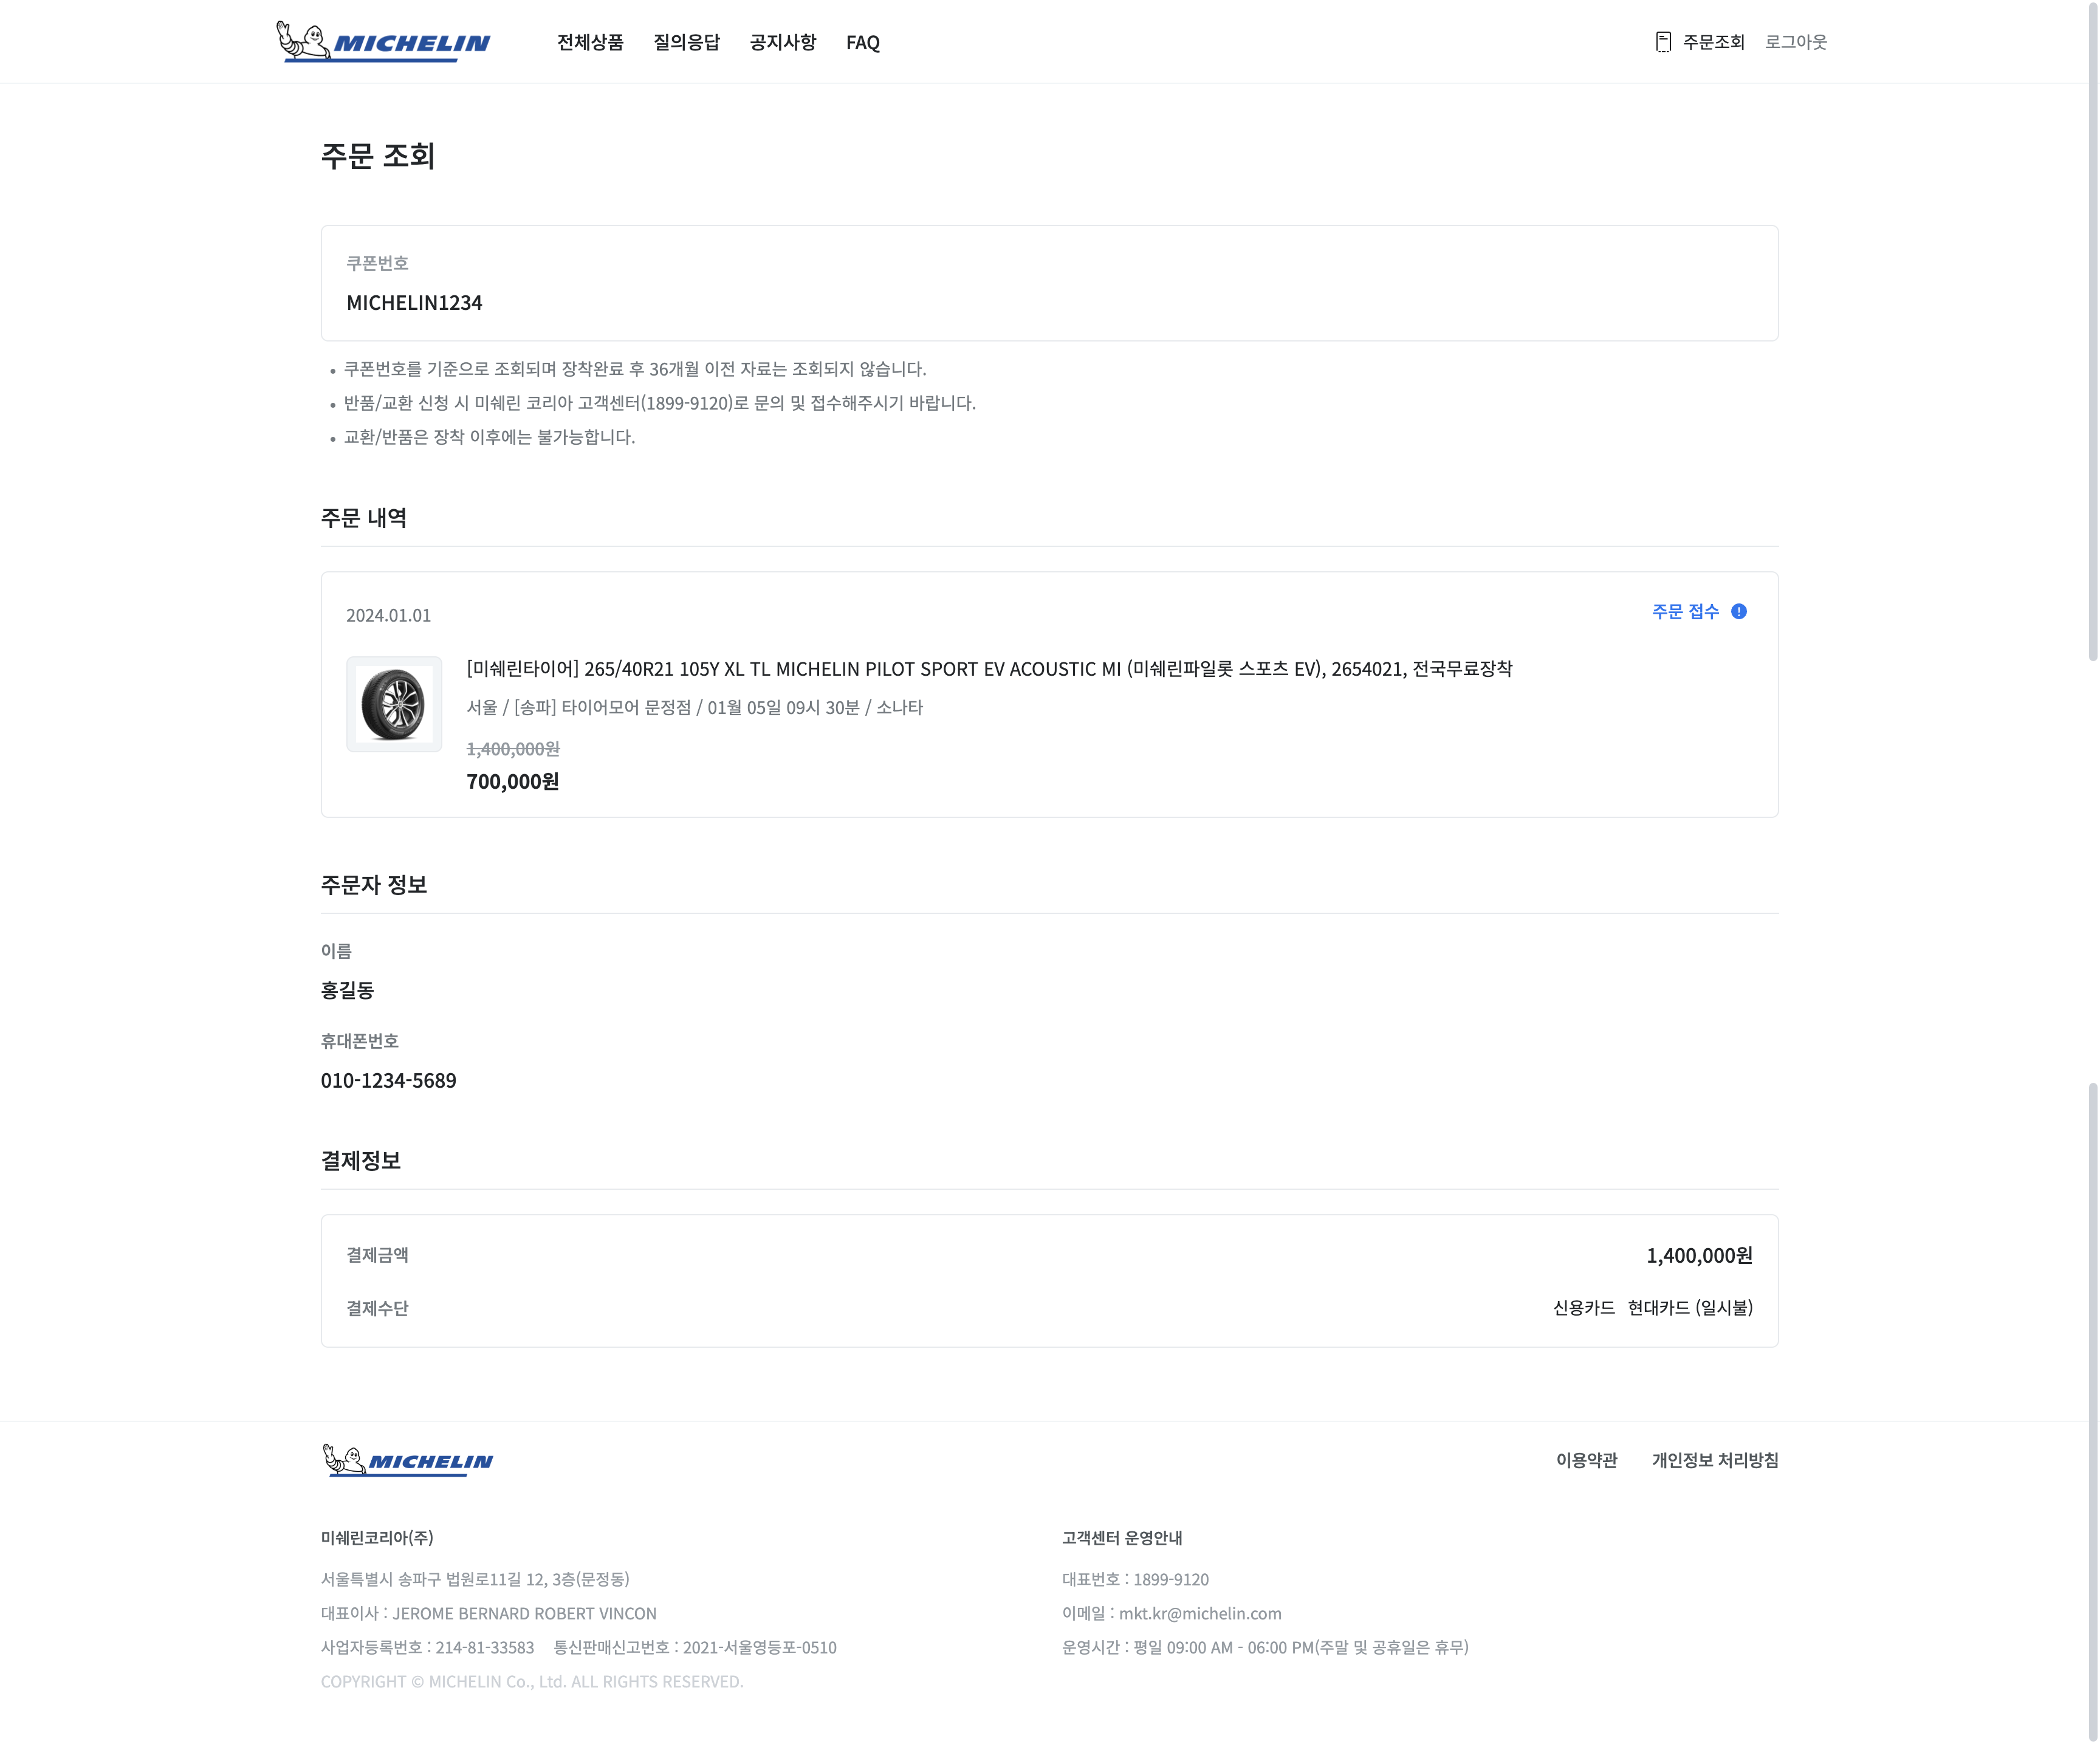 MICHELIN
전체상품 질의응답 공지사항 FAQ 주문조회 로그아웃
주문 조회
쿠폰번호
MICHELIN1234
• 쿠폰번호를 기준으로 조회되며 장착완료 후 36개월 이전 자료는 조회되지 않습니다.
• 반품/교환 신청 시 미쉐린 코리아 고객센터(1899-9120)로 문의 및 접수해주시기 바랍니다.
• 교환/반품은 장착 이후에는 불가능합니다.
주문 내역
2024.01.01 주문 접수 !
[미쉐린타이어] 265/40R21 105Y XL TL MICHELIN PILOT SPORT EV ACOUSTIC MI (미쉐린파일롯 스포츠 EV), 2654021, 전국무료장착
서울 / [송파] 타이어모어 문정점 / 01월 05일 09시 30분 / 소나타
1,400,000원
700,000원
주문자 정보
이름
홍길동
휴대폰번호
010-1234-5689
결제정보
결제금액 1,400,000원
결제수단 신용카드 현대카드 (일시불)
MICHELIN
이용약관 개인정보 처리방침
미쉐린코리아(주)
서울특별시 송파구 법원로11길 12, 3층(문정동)
대표이사 : JEROME BERNARD ROBERT VINCON
사업자등록번호 : 214-81-33583 통신판매신고번호 : 2021-서울영등포-0510
COPYRIGHT © MICHELIN Co., Ltd. ALL RIGHTS RESERVED.
고객센터 운영안내
대표번호 : 1899-9120
이메일 : mkt.kr@michelin.com
운영시간 : 평일 09:00 AM - 06:00 PM(주말 및 공휴일은 휴무)